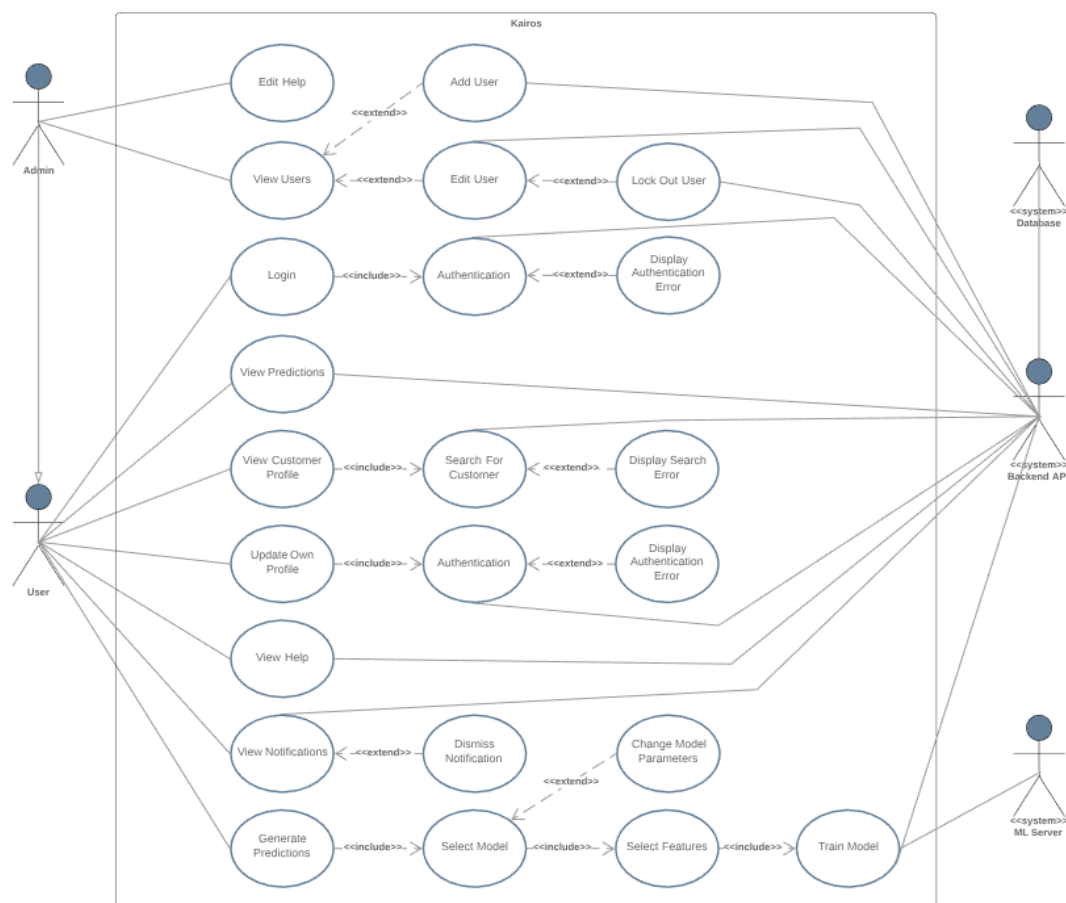 Kairos
Edit Help
Add User
<<extend>>
Admin
View Users
<<extend>>
Edit User
<<extend>>
Lock Out User
<<system>>
Database
Login
<<include>>
Authentication
<<extend>>
Display
Authentication
Error
View Predictions
View Customer
Profile
<<include>>
Search For
Customer
<<extend>>
Display Search
Error
<<system>>
Backend AP
Update Own
Profile
<<include>>
Authentication
<<extend>>
Display
Authentication
Error
User
View Help
View Notifications
<<extend>>
Dismiss
Notification
Change Model
Parameters
<<extend>>
<<system>>
ML Server
Generate
Predictions
<<include>>
Select Model
<<include>>
Select Features
<<include>>
Train Model